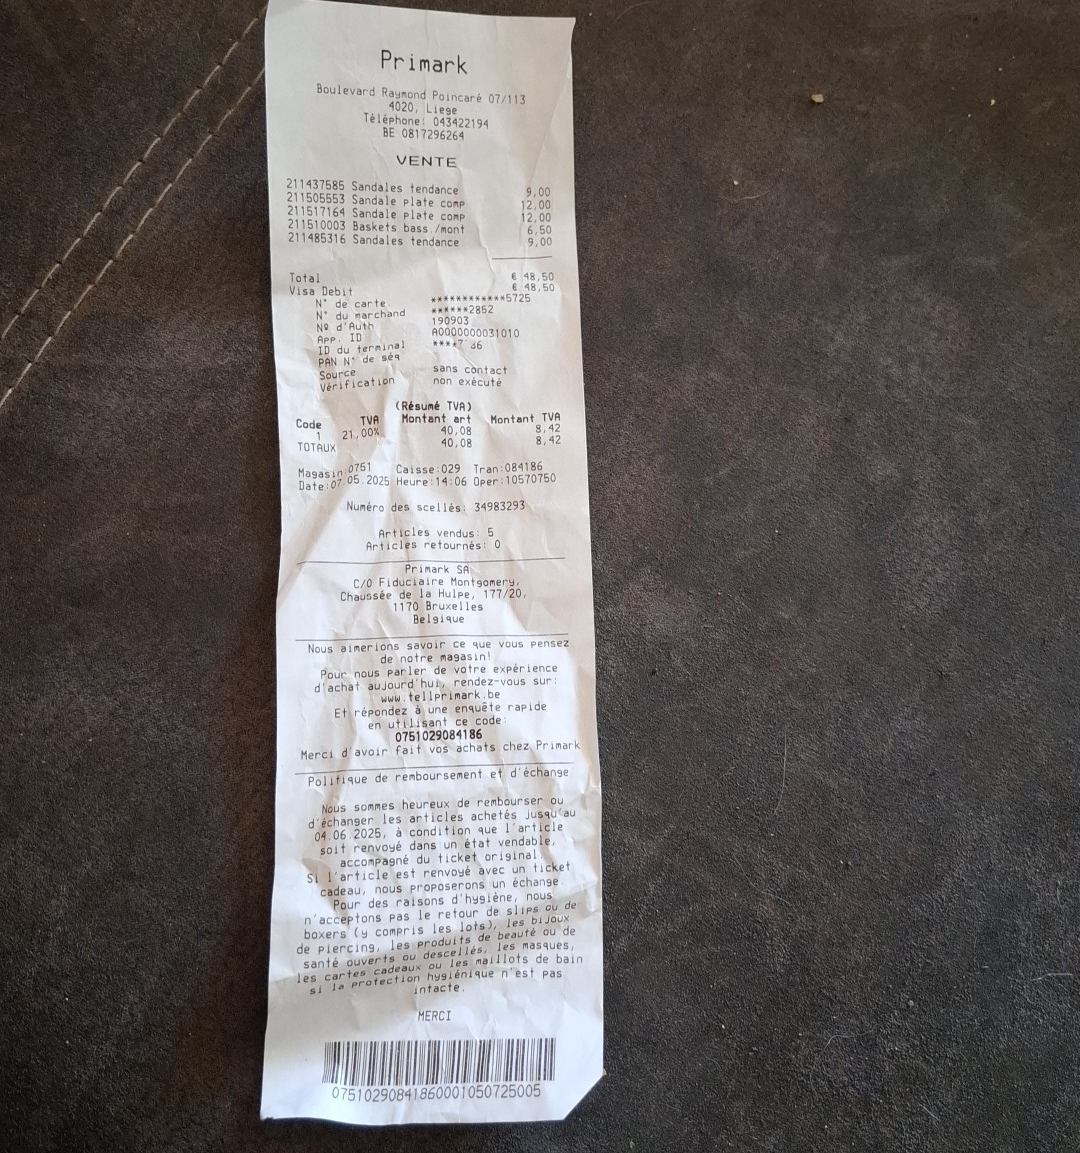 Primark
Boulevard Raymond Poincaré 07/113
4020, Liege
Téléphone: 043422194
BE 0817296264
VENTE
211437585 Sandales tendance 9,00
211505553 Sandale plate comp 12,00
211517164 Sandale plate comp 12,00
211510003 Baskets bass./mont 6,50
211485316 Sandales tendance 9,00
Total € 48,50
Visa Debit € 48,50
N° de carte ************5725
N° du marchand ******2852
Nº d'Auth 190903
App. ID A0000000031010
ID du terminal
PAN N° de séq
Source sans contact
Vérification non exécuté
(Résumé TVA)
Code TVA Montant art Montant TVA
1 21,00% 40,08 8,42
TOTAUX 40,08 8,42
Magasin:0751 Caisse:029 Tran:084186
Date:07.05.2025 Heure:14:06 Oper:10570750
Numéro des scellés: 34983293
Articles vendus: 5
Articles retournés: 0
Primark SA
C/O Fiduciaire Montgomery,
Chaussée de la Hulpe, 177/20,
1170 Bruxelles
Belgique
Nous aimerions savoir ce que vous pensez
de notre magasin!
Pour nous parler de votre expérience
d'achat aujourd'hui, rendez-vous sur:
www.tellprimark.be
Et répondez à une enquête rapide
en utilisant ce code:
0751029084186
Merci d'avoir fait vos achats chez Primark
Politique de remboursement et d'échange
Nous sommes heureux de rembourser ou
d'échanger les articles achetés jusqu'au
04.06.2025, à condition que l'article
soit renvoyé dans un état vendable,
accompagné du ticket original.
Si l'article est renvoyé avec un ticket
cadeau, nous proposerons un échange.
Pour des raisons d'hygiène, nous
n'acceptons pas le retour de slips ou de
boxers (y compris les lots), les bijoux
de piercing, les produits de beauté ou de
santé ouverts ou descellés, les masques,
les cartes cadeaux ou les maillots de bain
si la protection hygiénique n'est pas
intacte.
MERCI
07510290841860001050725005